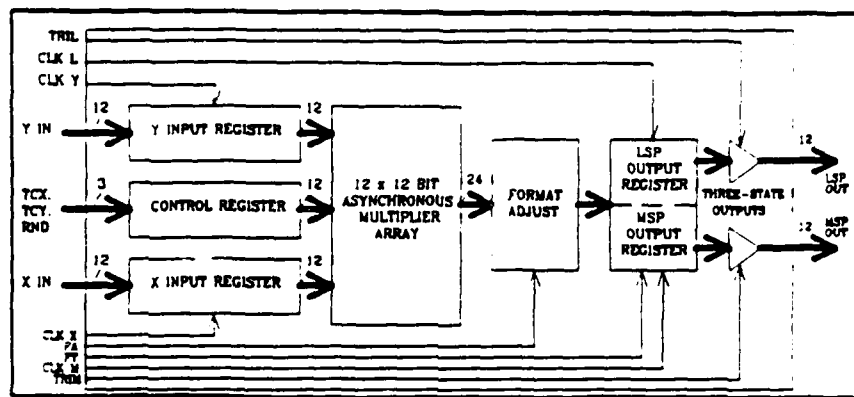 TRIL
CLK L
CLK Y
12
12
Y IN
Y INPUT REGISTER
3
12
TCX.
TCY.
RND
CONTROL REGISTER
12
12
X IN
X INPUT REGISTER
12 x 12 BIT
ASYNCHRONOUS
MULTIPLIER
ARRAY
24
FORMAT
ADJUST
LSP
OUTPUT
REGISTER
MSP
OUTPUT
REGISTER
THREE-STATE
OUTPUTS
12
LSP
OUT
12
MSP
OUT
CLK X
FA
FT
CLK M
TRIM